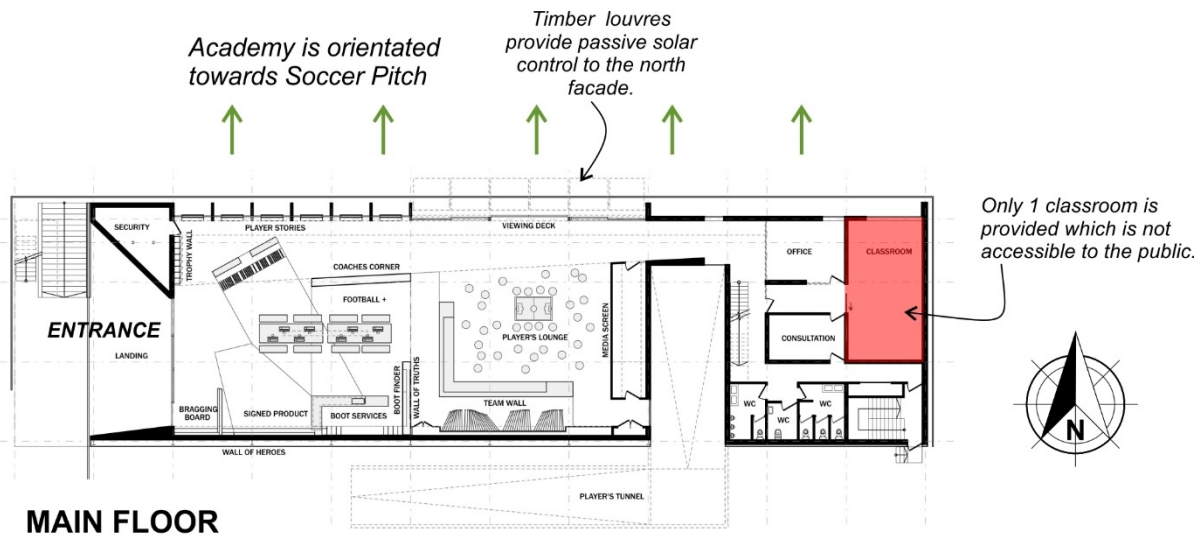 Academy is orientated
towards Soccer Pitch
Timber louvres
provide passive solar
control to the north
facade.
Only 1 classroom is
provided which is not
accessible to the public.
SECURITY
TROPHY WALL
PLAYER STORIES
VIEWING DECK
OFFICE
CLASSROOM
COACHES CORNER
FOOTBALL +
ENTRANCE
LANDING
PLAYER'S LOUNGE
MEDIA SCREEN
CONSULTATION
BOOT FINDER
WALL OF TRUTHS
BRAGGING
BOARD
SIGNED PRODUCT
BOOT SERVICES
TEAM WALL
WC
WC
WC
WALL OF HEROES
PLAYER'S TUNNEL
N
MAIN FLOOR